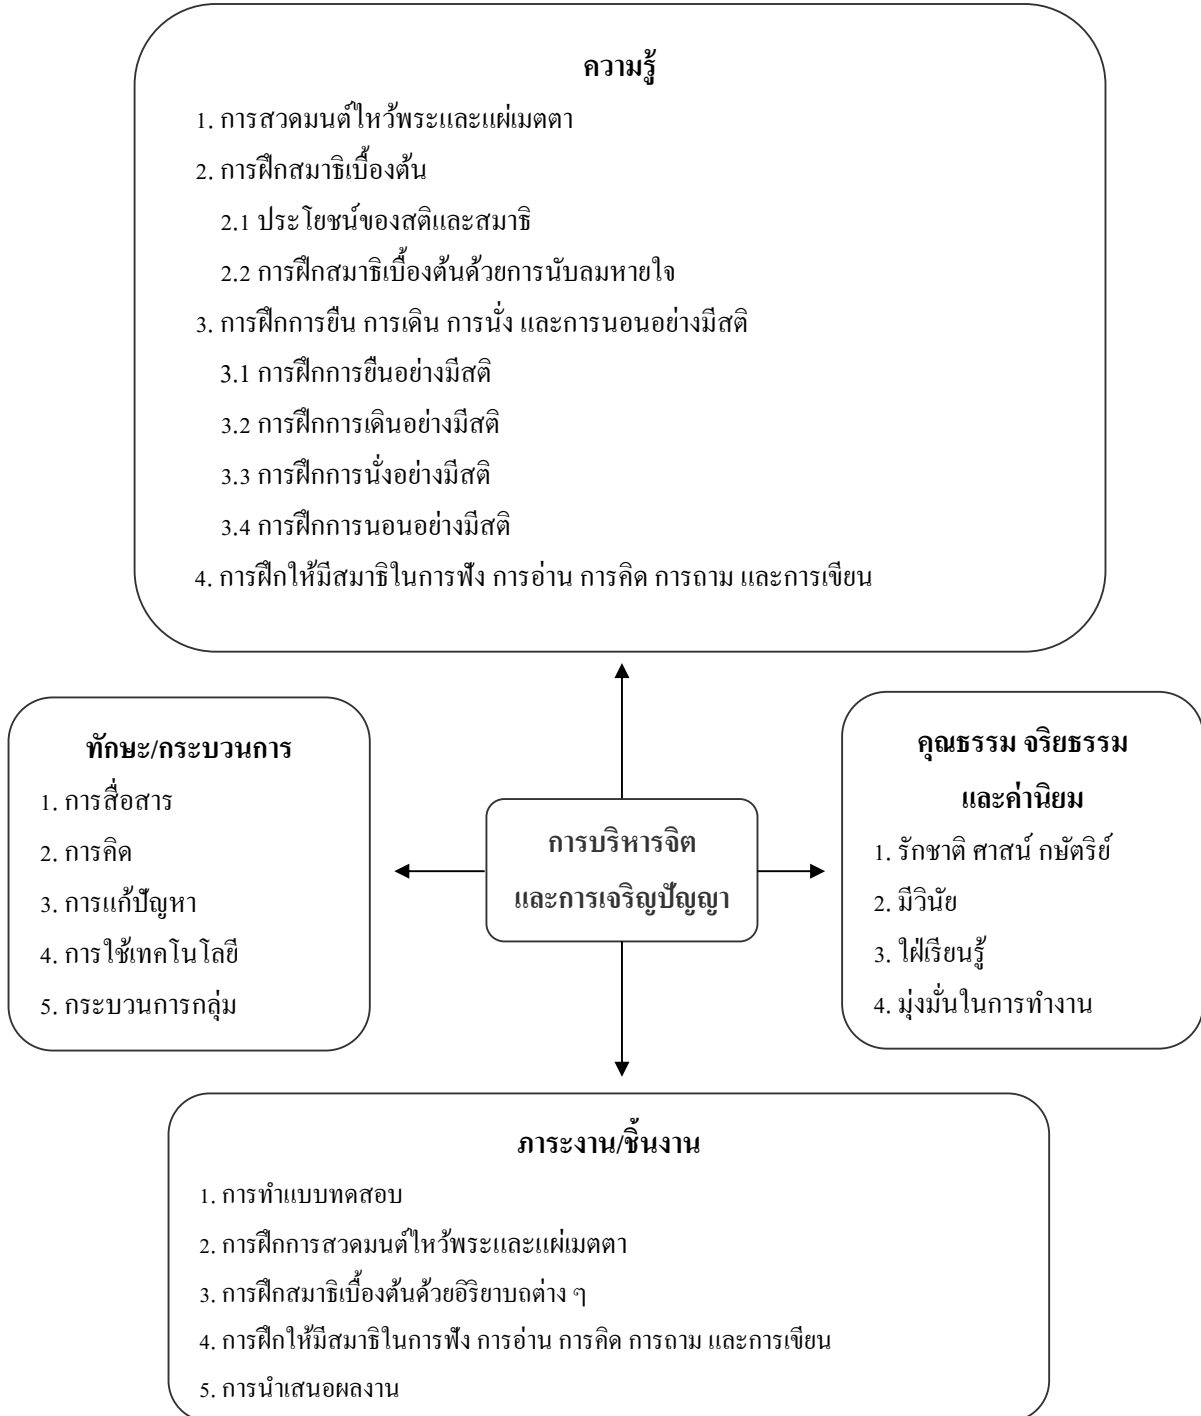 ความรู้
1. การสวดมนต์ไหว้พระและแผ่เมตตา
2. การฝึกสมาธิเบื้องต้น
2.1 ประโยชน์ของสติและสมาธิ
2.2 การฝึกสมาธิเบื้องต้นด้วยการนับลมหายใจ
3. การฝึกการยืน การเดิน การนั่ง และการนอนอย่างมีสติ
3.1 การฝึกการยืนอย่างมีสติ
3.2 การฝึกการเดินอย่างมีสติ
3.3 การฝึกการนั่งอย่างมีสติ
3.4 การฝึกการนอนอย่างมีสติ
4. การฝึกให้มีสมาธิในการฟัง การอ่าน การคิด การถาม และการเขียน
ทักษะ/กระบวนการ
1. การสื่อสาร
2. การคิด
3. การแก้ปัญหา
4. การใช้เทคโนโลยี
5. กระบวนการกลุ่ม
การบริหารจิต
และการเจริญปัญญา
คุณธรรม จริยธรรม
และค่านิยม
1. รักชาติ ศาสน์ กษัตริย์
2. มีวินัย
3. ใฝ่เรียนรู้
4. มุ่งมั่นในการทำงาน
ภาระงาน/ชิ้นงาน
1. การทำแบบทดสอบ
2. การฝึกการสวดมนต์ไหว้พระและแผ่เมตตา
3. การฝึกสมาธิเบื้องต้นด้วยอิริยาบถต่าง ๆ
4. การฝึกให้มีสมาธิในการฟัง การอ่าน การคิด การถาม และการเขียน
5. การนำเสนอผลงาน